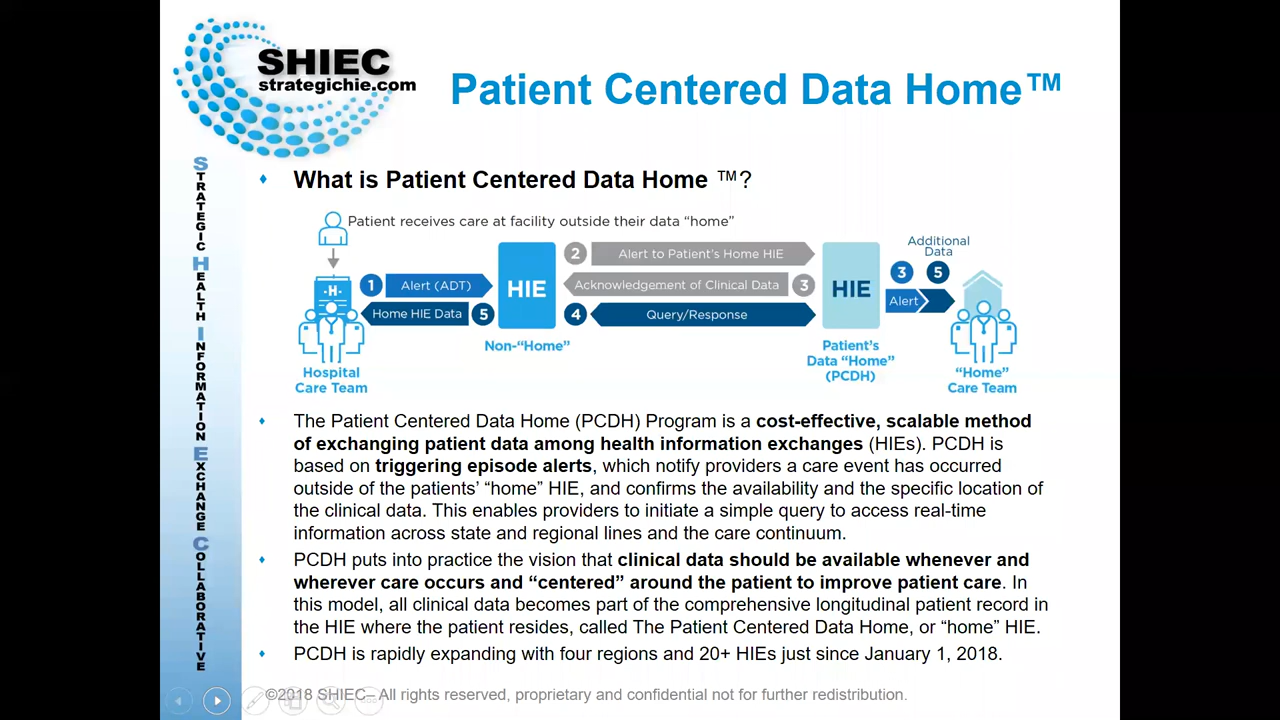 SHIEC
strategichie.com
Patient Centered Data Home™
STRATEGIC HEALTH INFORMATION EXCHANGE COLLABORATIVE
What is Patient Centered Data Home ™?
Patient receives care at facility outside their data “home”
H
1 Alert (ADT)
Home HIE Data 5
Hospital
Care Team
HIE
Non-“Home”
2 Alert to Patient's Home HIE
Acknowledgement of Clinical Data 3
4 Query/Response
HIE
Patient's
Data “Home”
(PCDH)
Additional
Data
3 5
Alert
“Home”
Care Team
The Patient Centered Data Home (PCDH) Program is a cost-effective, scalable method
of exchanging patient data among health information exchanges (HIEs). PCDH is
based on triggering episode alerts, which notify providers a care event has occurred
outside of the patients’ “home” HIE, and confirms the availability and the specific location of
the clinical data. This enables providers to initiate a simple query to access real-time
information across state and regional lines and the care continuum.
PCDH puts into practice the vision that clinical data should be available whenever and
wherever care occurs and “centered” around the patient to improve patient care. In
this model, all clinical data becomes part of the comprehensive longitudinal patient record in
the HIE where the patient resides, called The Patient Centered Data Home, or “home” HIE.
PCDH is rapidly expanding with four regions and 20+ HIEs just since January 1, 2018.
©2018 SHIEC– All rights reserved, proprietary and confidential not for further redistribution.